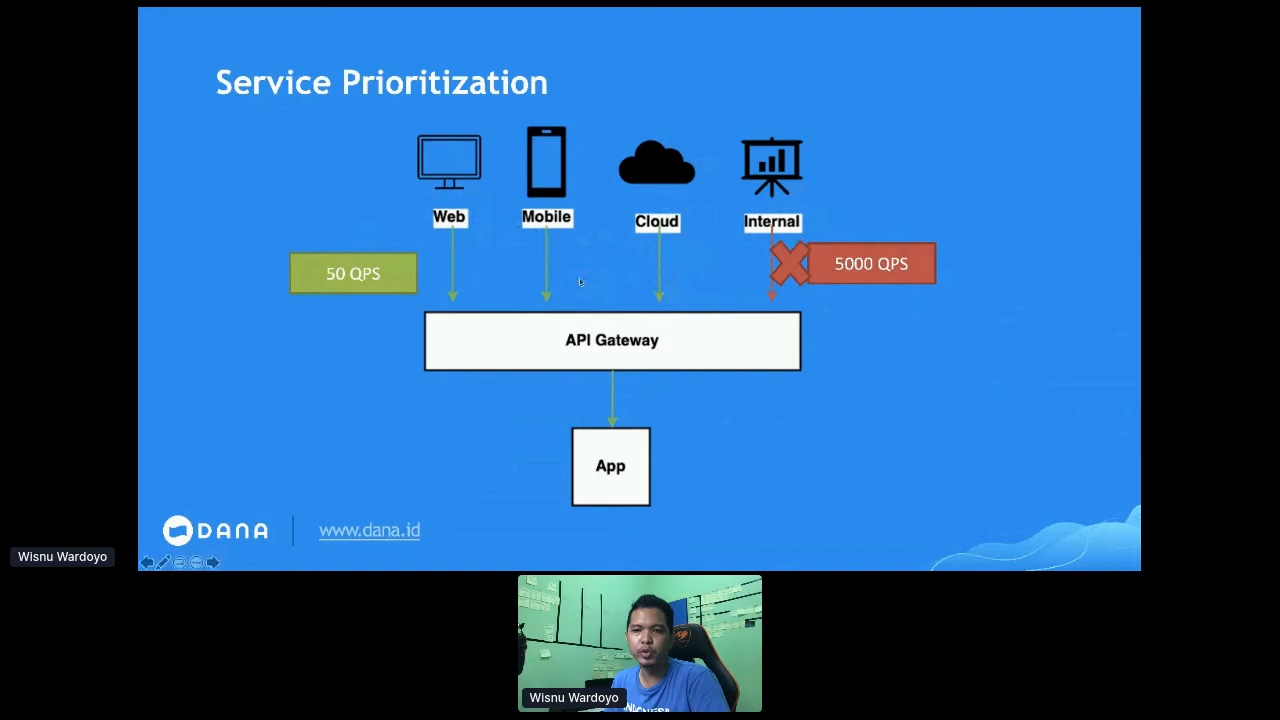 Service Prioritization
Web
Mobile
Cloud
Internal
50 QPS
5000 QPS
API Gateway
App
DANA
www.dana.id
Wisnu Wardoyo
Wisnu Wardoyo